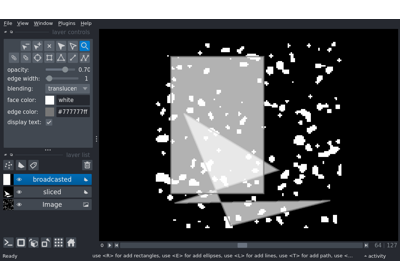 File View Window Plugins Help
layer controls
opacity: 0.70
edge width: 1
blending: translucen
face color: white
edge color: #777777ff
display text:
layer list
broadcasted
sliced
Image
64 127
Ready use <R> for add rectangles, use <E> for add ellipses, use <L> for add lines, use <T> for add path, use <... activity